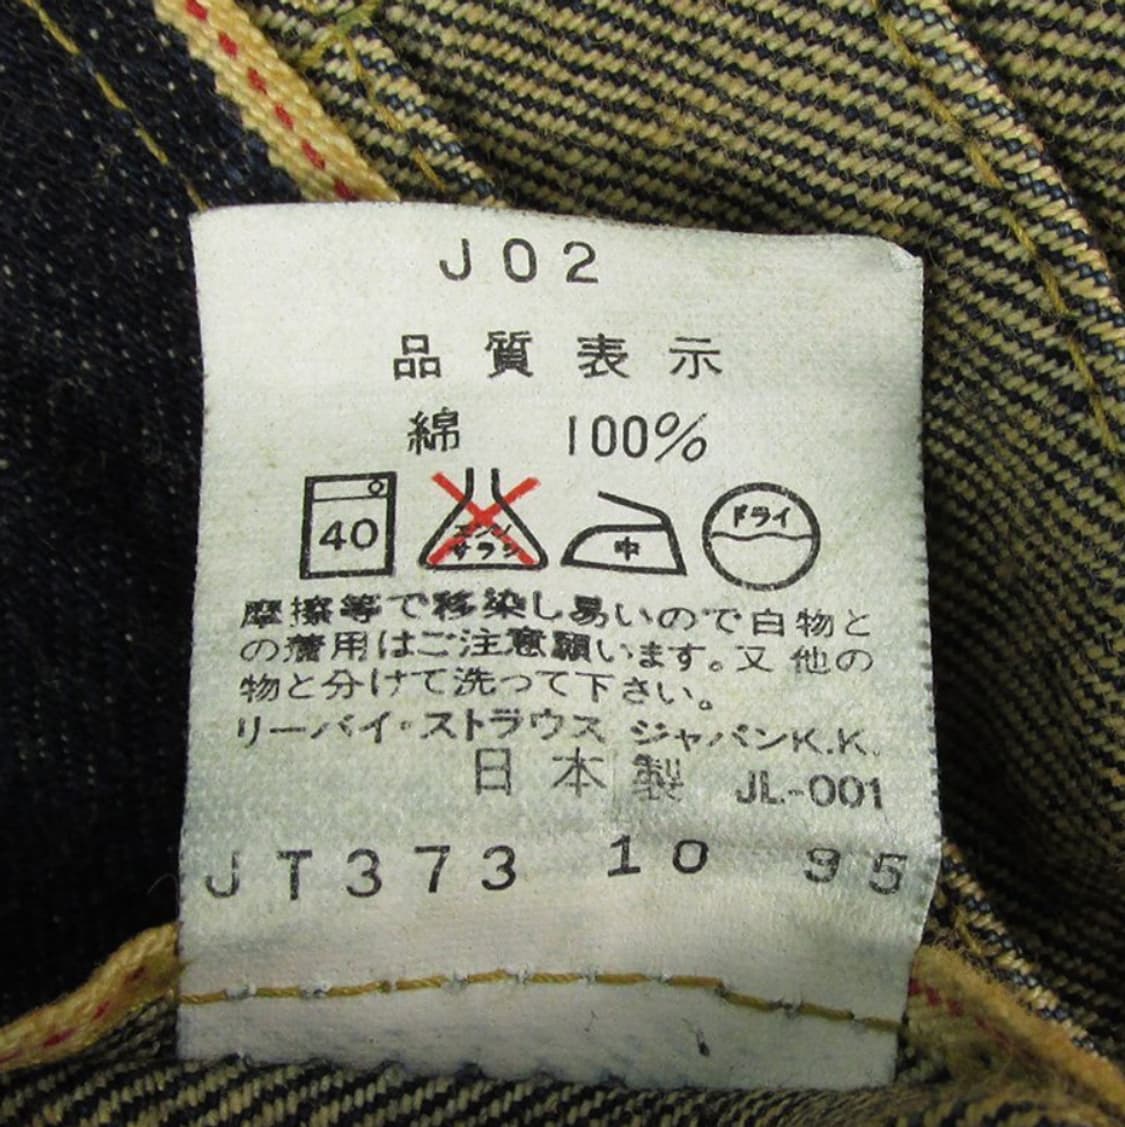 J02
品質表示
綿 100%
40 エンソサラシ 中 ドライ
摩擦等で移染し易いので白物と
の着用はご注意願います。又他の
物と分けて洗って下さい。
リーバイ・ストラウス ジャパンK.K.
日本製 JL-001
JT373 10 95